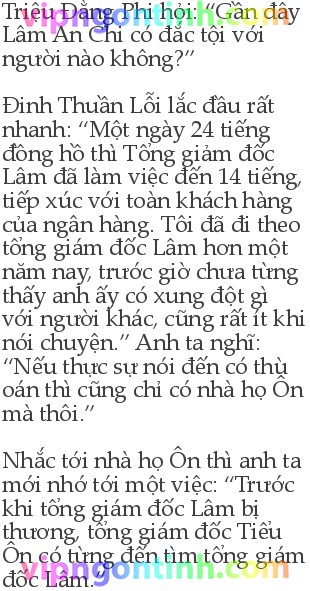 Triệu Đằng Phi hỏi: “Gần đây
vipngontinh.com
Lâm An Chi có đắc tội với
người nào không?”
Đinh Thuần Lỗi lắc đầu rất
nhanh: “Một ngày 24 tiếng
đồng hồ thì Tổng giám đốc
Lâm đã làm việc đến 14 tiếng,
tiếp xúc với toàn khách hàng
của ngân hàng. Tôi đã đi theo
tổng giám đốc Lâm hơn một
năm nay, trước giờ chưa từng
thấy anh ấy có xung đột gì
với người khác, cũng rất ít khi
nói chuyện.” Anh ta nghĩ:
“Nếu thực sự nói đến có thù
oán thì cũng chỉ có nhà họ Ôn
mà thôi.”
Nhắc tới nhà họ Ôn thì anh ta
mới nhớ tới một việc: “Trước
khi tổng giám đốc Lâm bị
thương, tổng giám đốc Tiểu
Ôn có từng đến tìm tổng giám
vipngontinh.com
đốc Lâm.”